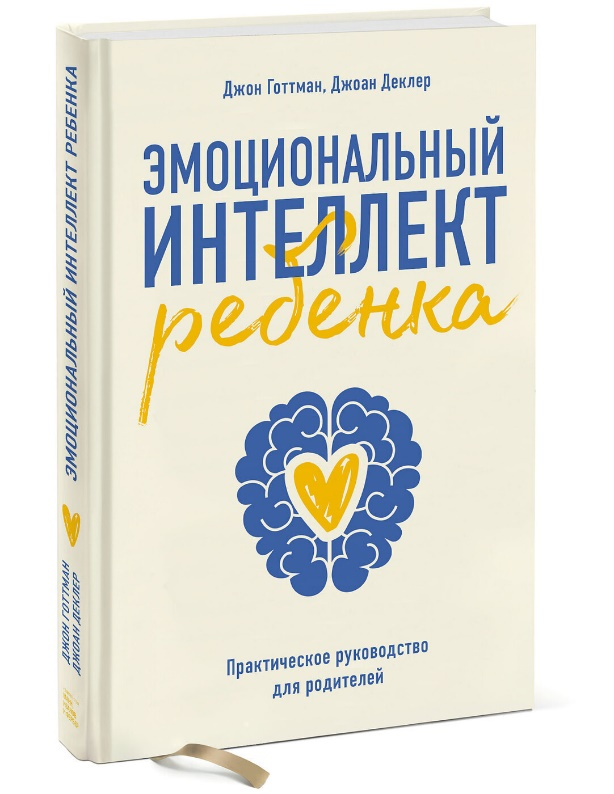 Джон Готтман, Джоан Деклер
ЭМОЦИОНАЛЬНЫЙ
ИНТЕЛЛЕКТ
ребенка
Практическое руководство
для родителей
ЭМОЦИОНАЛЬНЫЙ ИНТЕЛЛЕКТ РЕБЕНКА
ДЖОН ГОТТМАН
ДЖОАН ДЕКЛЕР